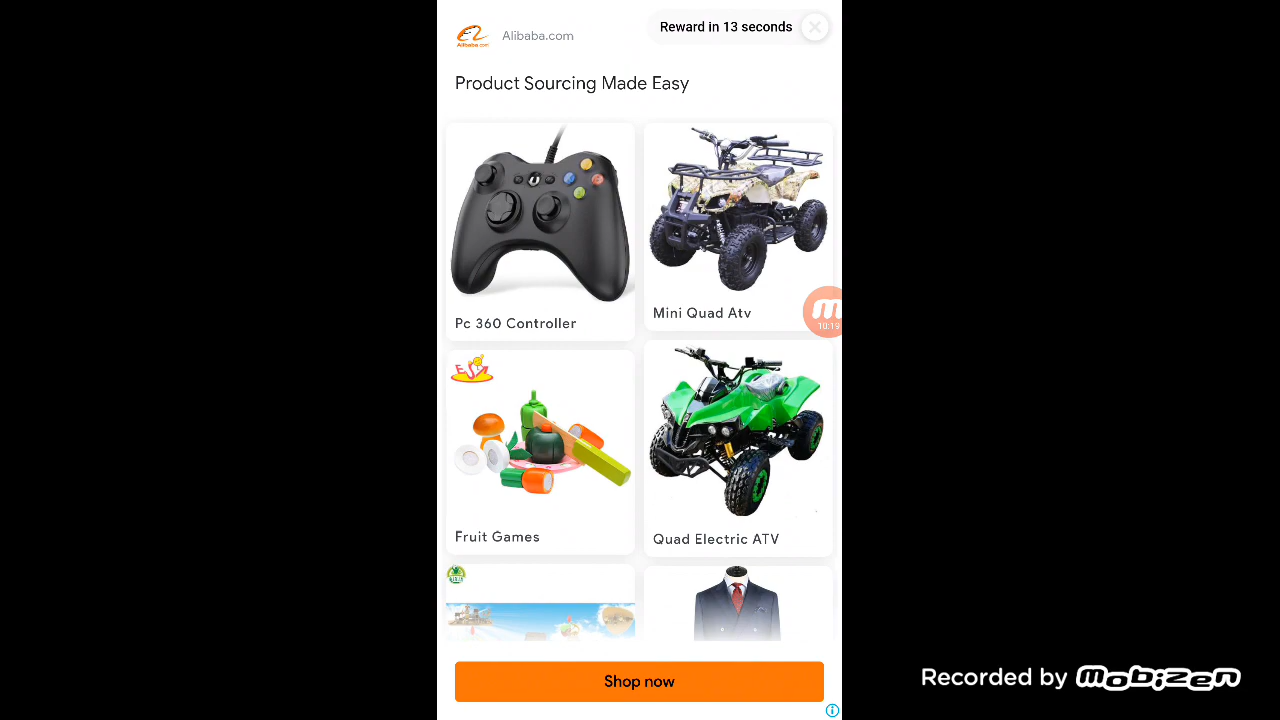 Alibaba.com
Alibaba.com
Reward in 13 seconds
Product Sourcing Made Easy
Pc 360 Controller
Mini Quad Atv
10:19
Fruit Games
Quad Electric ATV
Shop now
Recorded by mobizen